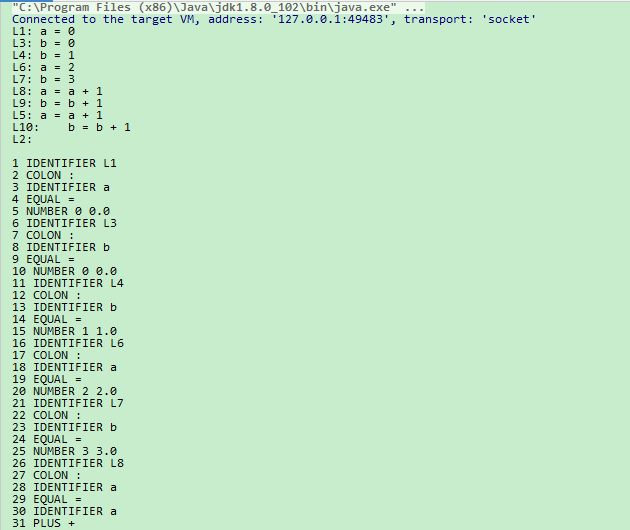 "C:\Program Files (x86)\Java\jdk1.8.0_102\bin\java.exe" ...
Connected to the target VM, address: '127.0.0.1:49483', transport: 'socket'
L1: a = 0
L3: b = 0
L4: b = 1
L6: a = 2
L7: b = 3
L8: a = a + 1
L9: b = b + 1
L5: a = a + 1
L10:    b = b + 1
L2:
1 IDENTIFIER L1
2 COLON :
3 IDENTIFIER a
4 EQUAL =
5 NUMBER 0 0.0
6 IDENTIFIER L3
7 COLON :
8 IDENTIFIER b
9 EQUAL =
10 NUMBER 0 0.0
11 IDENTIFIER L4
12 COLON :
13 IDENTIFIER b
14 EQUAL =
15 NUMBER 1 1.0
16 IDENTIFIER L6
17 COLON :
18 IDENTIFIER a
19 EQUAL =
20 NUMBER 2 2.0
21 IDENTIFIER L7
22 COLON :
23 IDENTIFIER b
24 EQUAL =
25 NUMBER 3 3.0
26 IDENTIFIER L8
27 COLON :
28 IDENTIFIER a
29 EQUAL =
30 IDENTIFIER a
31 PLUS +